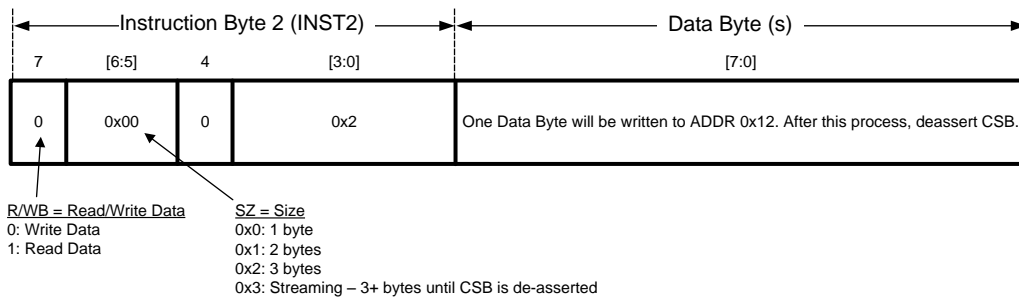 Instruction Byte 2 (INST2) Data Byte (s)
7 [6:5] 4 [3:0] [7:0]
0 0x00 0 0x2 One Data Byte will be written to ADDR 0x12. After this process, deassert CSB.
R/WB = Read/Write Data
0: Write Data
1: Read Data
SZ = Size
0x0: 1 byte
0x1: 2 bytes
0x2: 3 bytes
0x3: Streaming – 3+ bytes until CSB is de-asserted